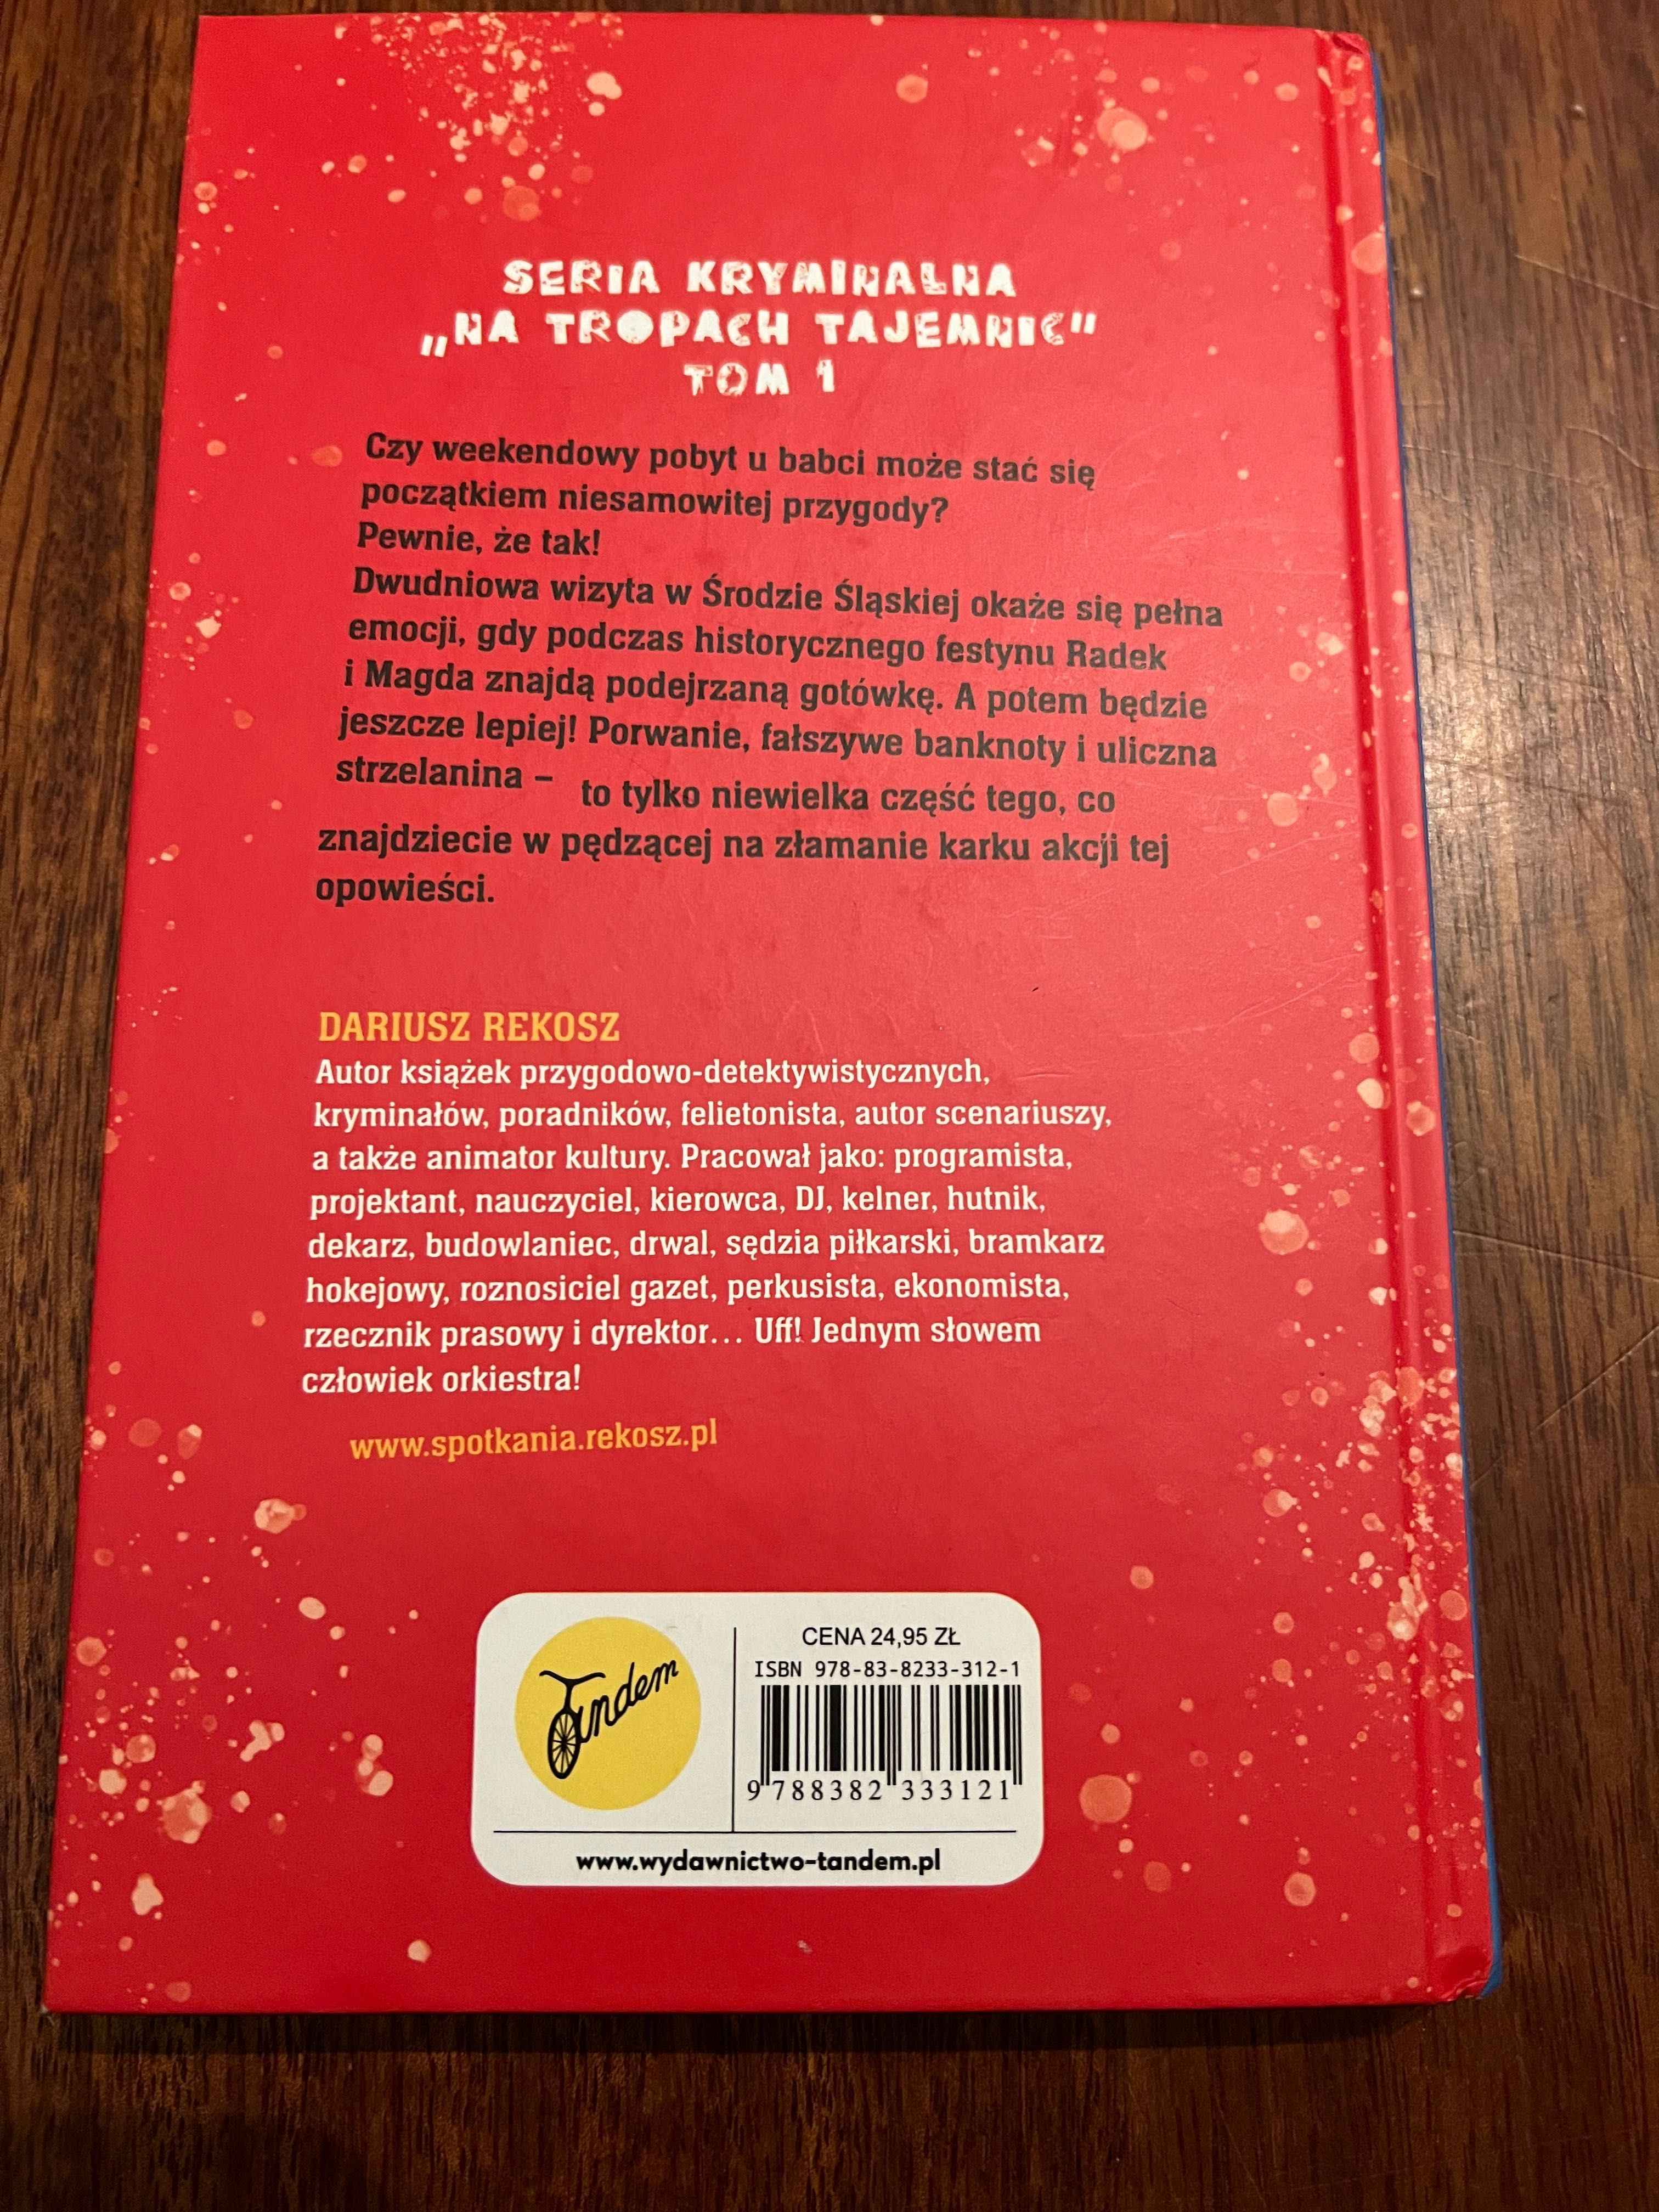 SERIA KRYMINALNA
„NA TROPACH TAJEMNIC"
TOM 1
Czy weekendowy pobyt u babci może stać się
początkiem niesamowitej przygody?
Pewnie, że tak!
Dwudniowa wizyta w Środzie Śląskiej okaże się pełna
emocji, gdy podczas historycznego festynu Radek
i Magda znajdą podejrzaną gotówkę. A potem będzie
jeszcze lepiej! Porwanie, fałszywe banknoty i uliczna
strzelanina – to tylko niewielka część tego, co
znajdziecie w pędzącej na złamanie karku akcji tej
opowieści.
DARIUSZ REKOSZ
Autor książek przygodowo-detektywistycznych,
kryminałów, poradników, felietonista, autor scenariuszy,
a także animator kultury. Pracował jako: programista,
projektant, nauczyciel, kierowca, DJ, kelner, hutnik,
dekarz, budowlaniec, drwal, sędzia piłkarski, bramkarz
hokejowy, roznosiciel gazet, perkusista, ekonomista,
rzecznik prasowy i dyrektor... Uff! Jednym słowem
człowiek orkiestra!
www.spotkania.rekosz.pl
Tandem
CENA 24,95 ZŁ
ISBN 978-83-8233-312-1
9 788382 333121
www.wydawnictwo-tandem.pl